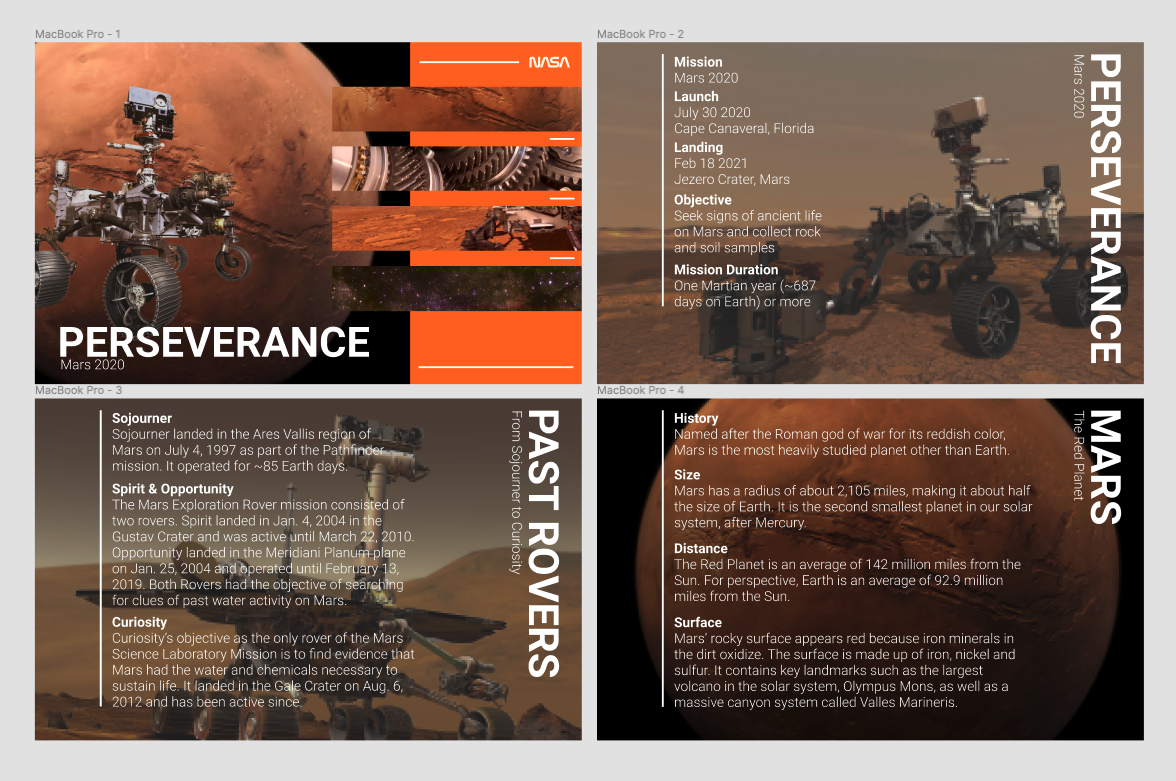 MacBook Pro - 1
NASA
PERSEVERANCE
Mars 2020
MacBook Pro - 2
Mission
Mars 2020
Launch
July 30 2020
Cape Canaveral, Florida
Landing
Feb 18 2021
Jezero Crater, Mars
Objective
Seek signs of ancient life
on Mars and collect rock
and soil samples
Mission Duration
One Martian year (~687
days on Earth) or more
PERSEVERANCE
Mars 2020
MacBook Pro - 3
Sojourner
Sojourner landed in the Ares Vallis region of
Mars on July 4, 1997 as part of the Pathfinder
mission. It operated for ~85 Earth days.
Spirit & Opportunity
The Mars Exploration Rover mission consisted of
two rovers. Spirit landed in Jan. 4, 2004 in the
Gustav Crater and was active until March 22, 2010.
Opportunity landed in the Meridiani Planum plane
on Jan. 25, 2004 and operated until February 13,
2019. Both Rovers had the objective of searching
for clues of past water activity on Mars.
Curiosity
Curiosity's objective as the only rover of the Mars
Science Laboratory Mission is to find evidence that
Mars had the water and chemicals necessary to
sustain life. It landed in the Gale Crater on Aug. 6,
2012 and has been active since.
PAST ROVERS
From Sojourner to Curiosity
MacBook Pro - 4
History
Named after the Roman god of war for its reddish color,
Mars is the most heavily studied planet other than Earth.
Size
Mars has a radius of about 2,105 miles, making it about half
the size of Earth. It is the second smallest planet in our solar
system, after Mercury.
Distance
The Red Planet is an average of 142 million miles from the
Sun. For perspective, Earth is an average of 92.9 million
miles from the Sun.
Surface
Mars' rocky surface appears red because iron minerals in
the dirt oxidize. The surface is made up of iron, nickel and
sulfur. It contains key landmarks such as the largest
volcano in the solar system, Olympus Mons, as well as a
massive canyon system called Valles Marineris.
MARS
The Red Planet